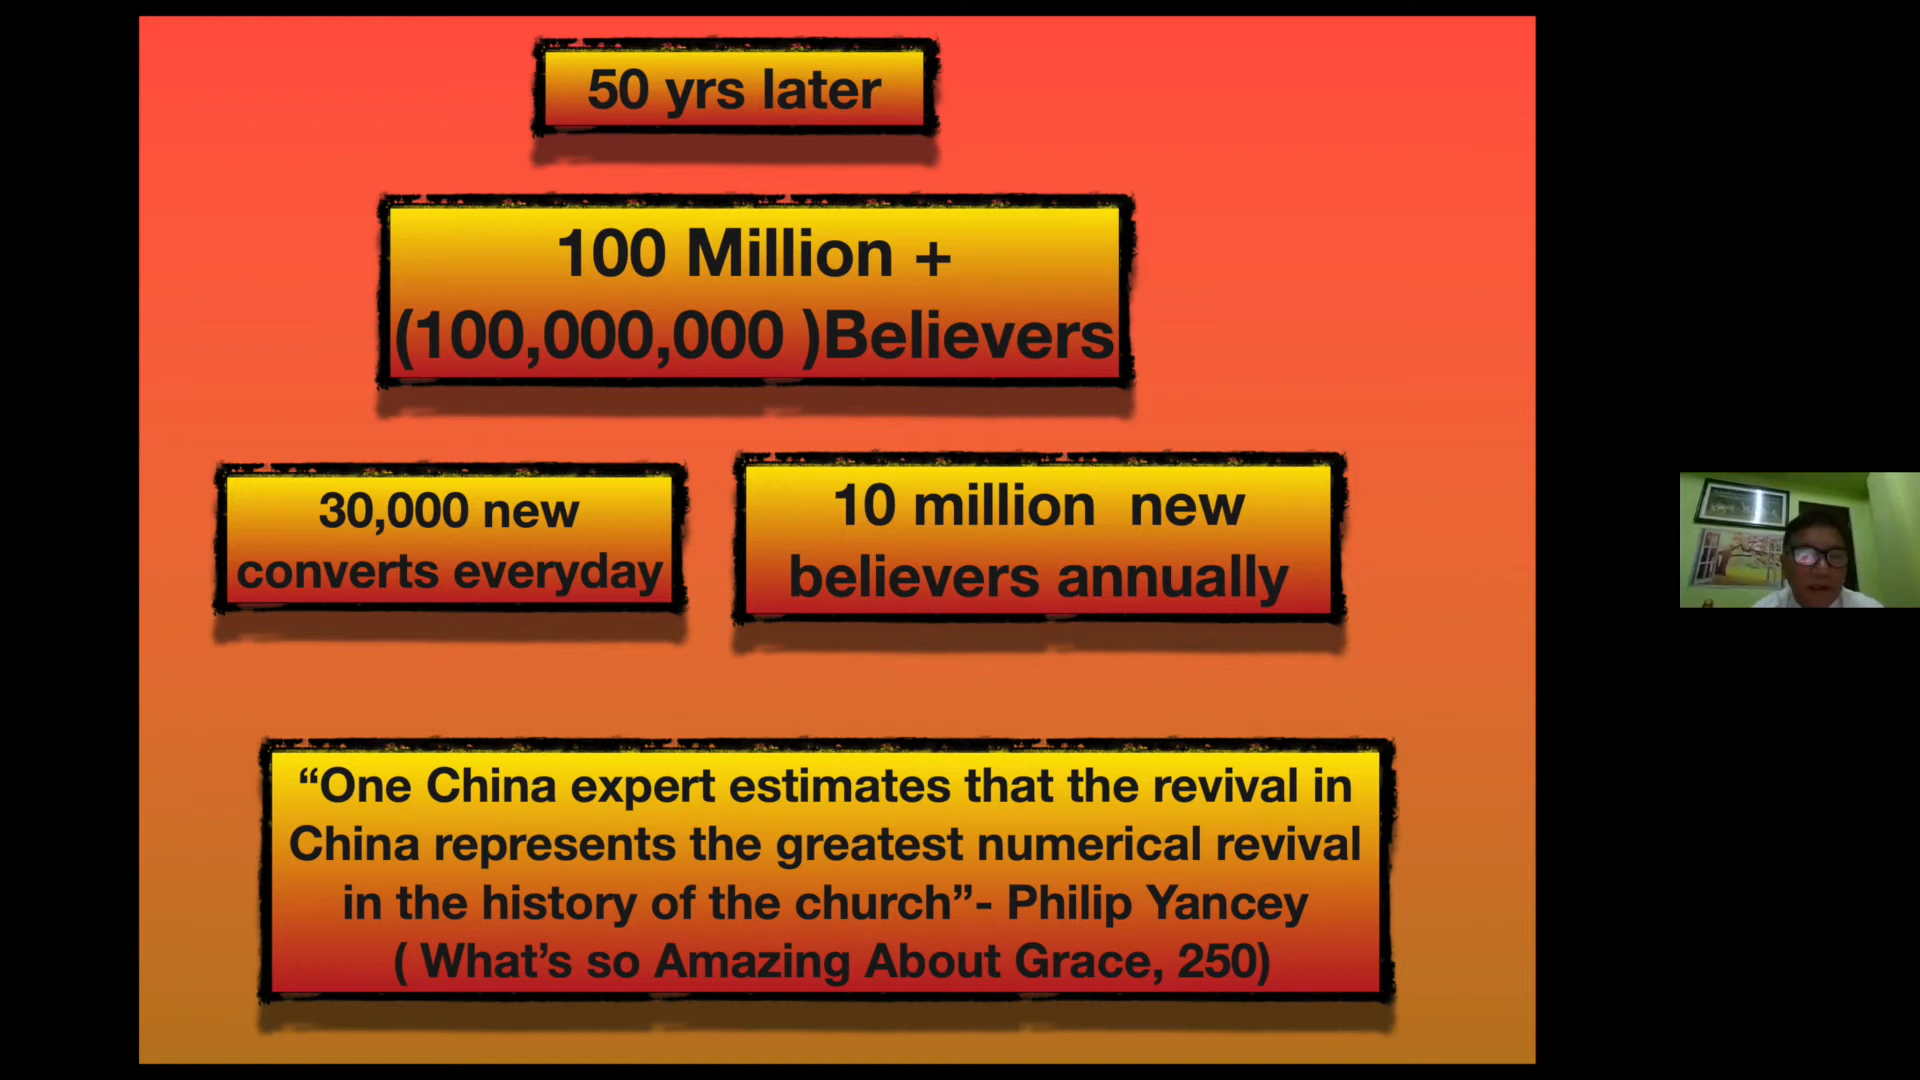 50 yrs later
100 Million +
(100,000,000 )Believers
30,000 new
converts everyday
10 million  new
believers annually
“One China expert estimates that the revival in
China represents the greatest numerical revival
in the history of the church”- Philip Yancey
( What’s so Amazing About Grace, 250)